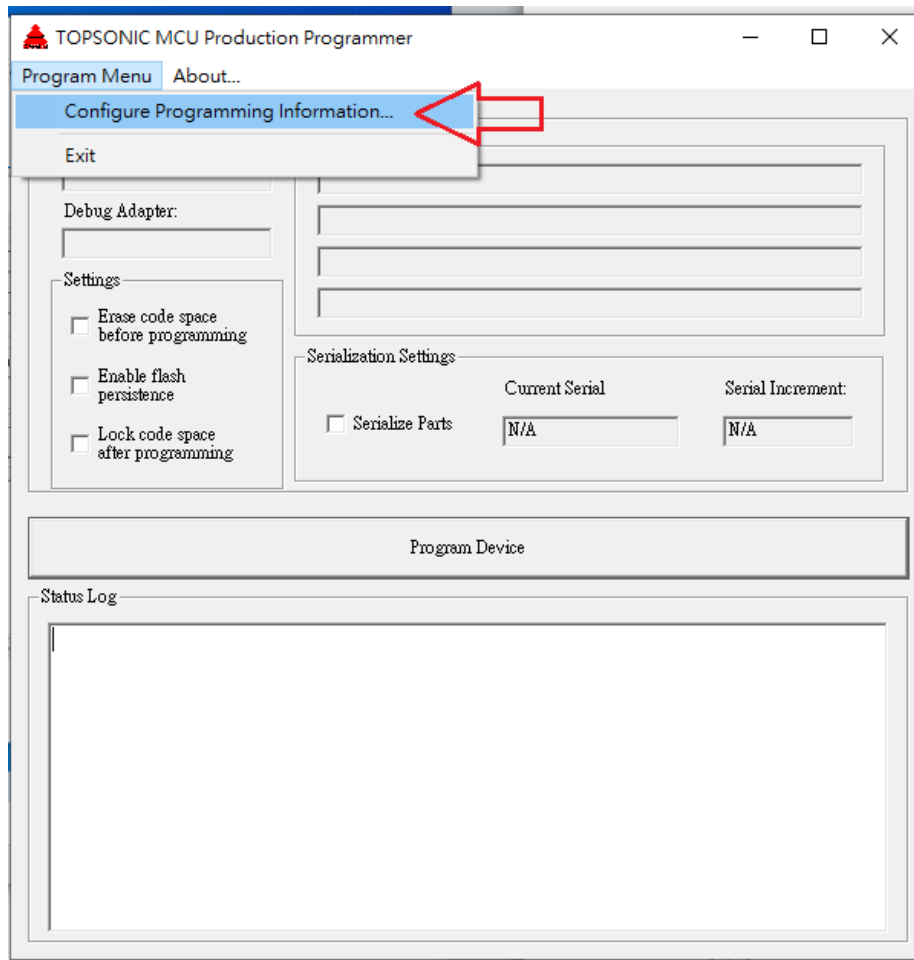 TOPSONIC MCU Production Programmer
Program Menu About...
Configure Programming Information...
Exit
Debug Adapter:
Settings
Erase code space
before programming
Enable flash
persistence
Lock code space
after programming
Serialization Settings
Serialize Parts
Current Serial
N/A
Serial Increment:
N/A
Program Device
Status Log